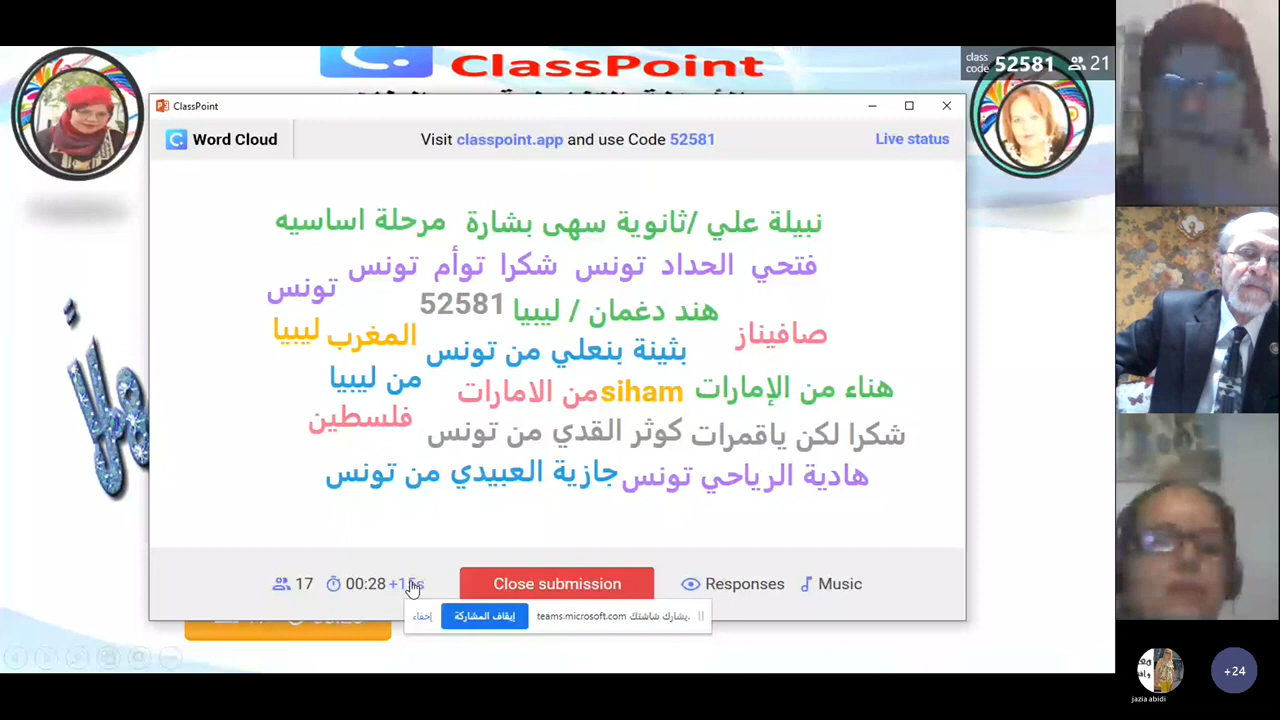 ClassPoint
class code 52581 21
ClassPoint
Word Cloud
Visit classpoint.app and use Code 52581
Live status
نبيلة علي /ثانوية سهى بشارة مرحلة اساسيه
فتحي الحداد تونس شكرا توأم تونس
تونس
هند دغمان / ليبيا 52581
صافيناز
المغرب ليبيا
بثينة بنعلي من تونس
من ليبيا
هناء من الإمارات siham من الامارات
فلسطين
شكرا لكن ياقمرات كوثر القدي من تونس
هادية الرياحي تونس جازية العبيدي من تونس
17 00:28
Close submission
Responses
Music
teams.microsoft.com يشارك شاشتك.
إيقاف المشاركة
إخفاء
jazia abidi
+24